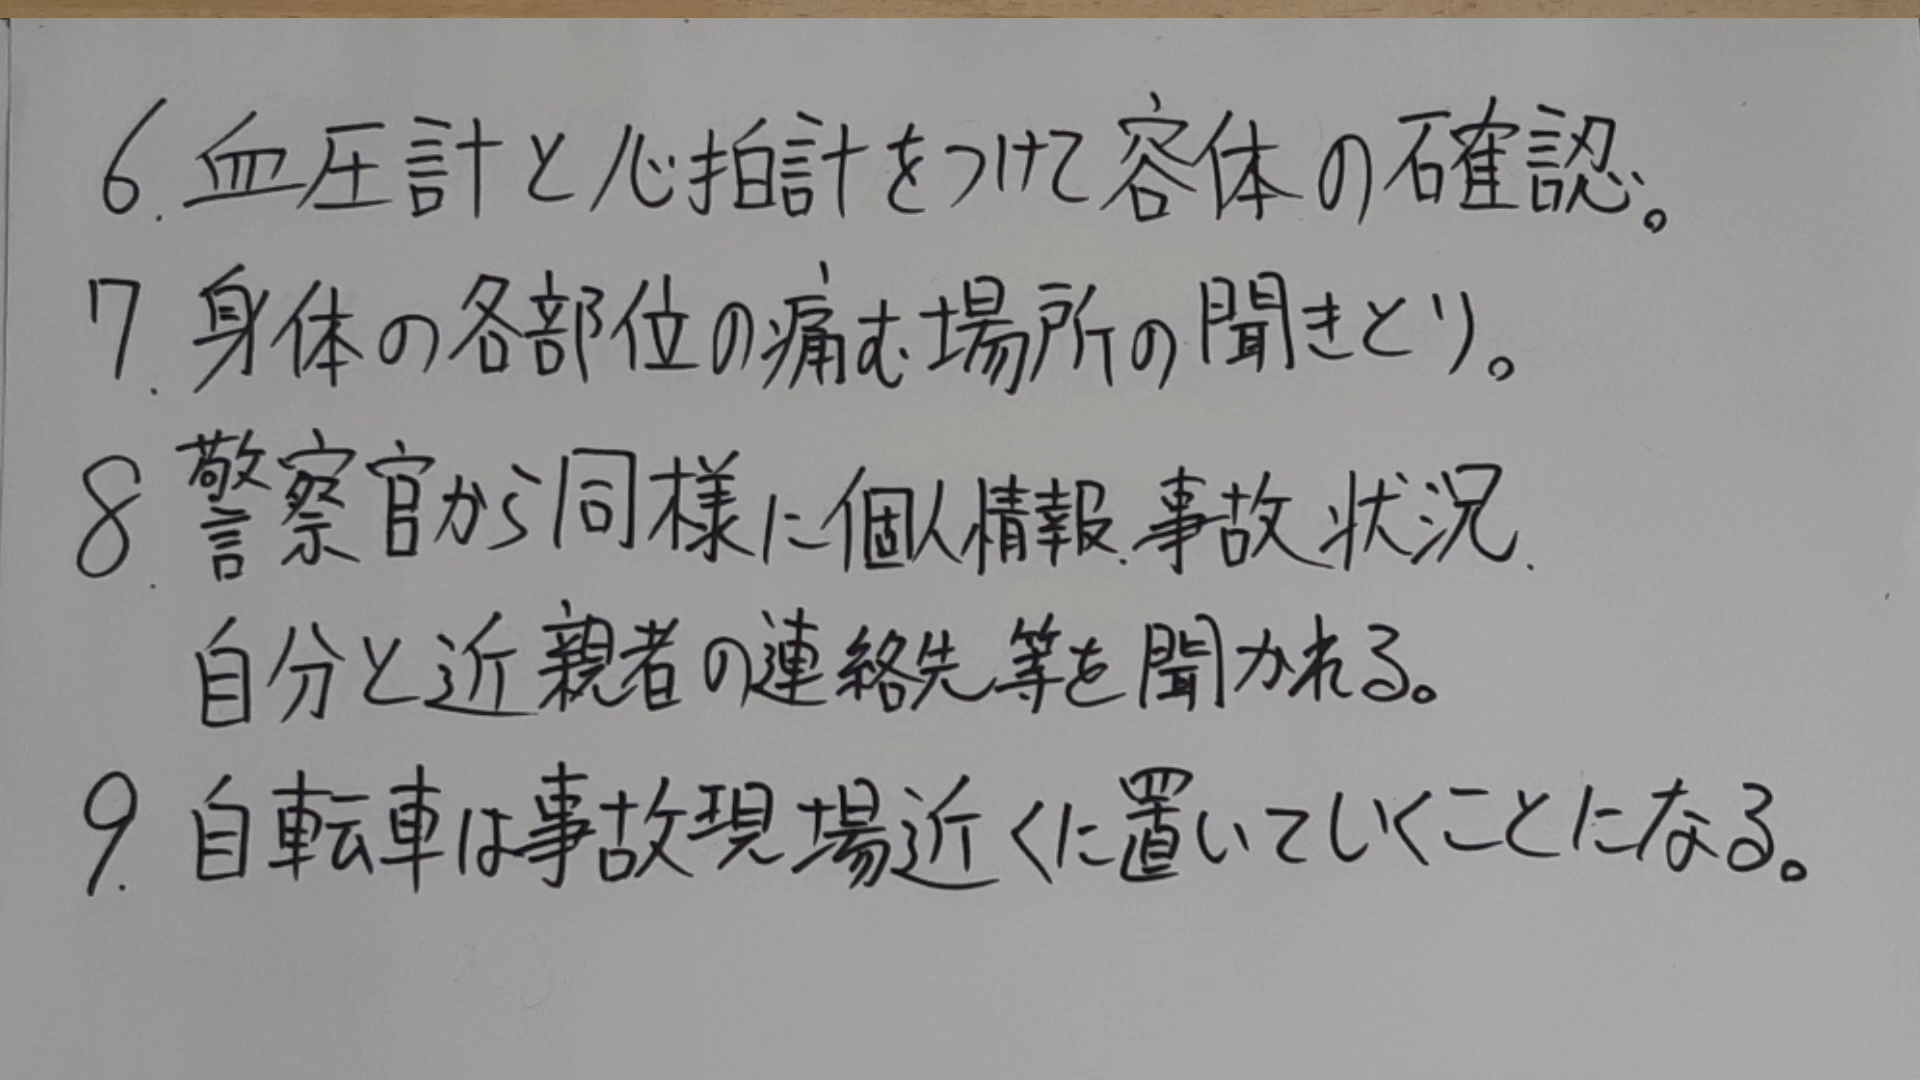 6. 血圧計と心拍計をつけて容体の確認。
7. 身体の各部位の痛む場所の聞きとり。
8. 警察官から同様に個人情報、事故状況、
自分と近親者の連絡先等を聞かれる。
9. 自転車は事故現場近くに置いていくことになる。